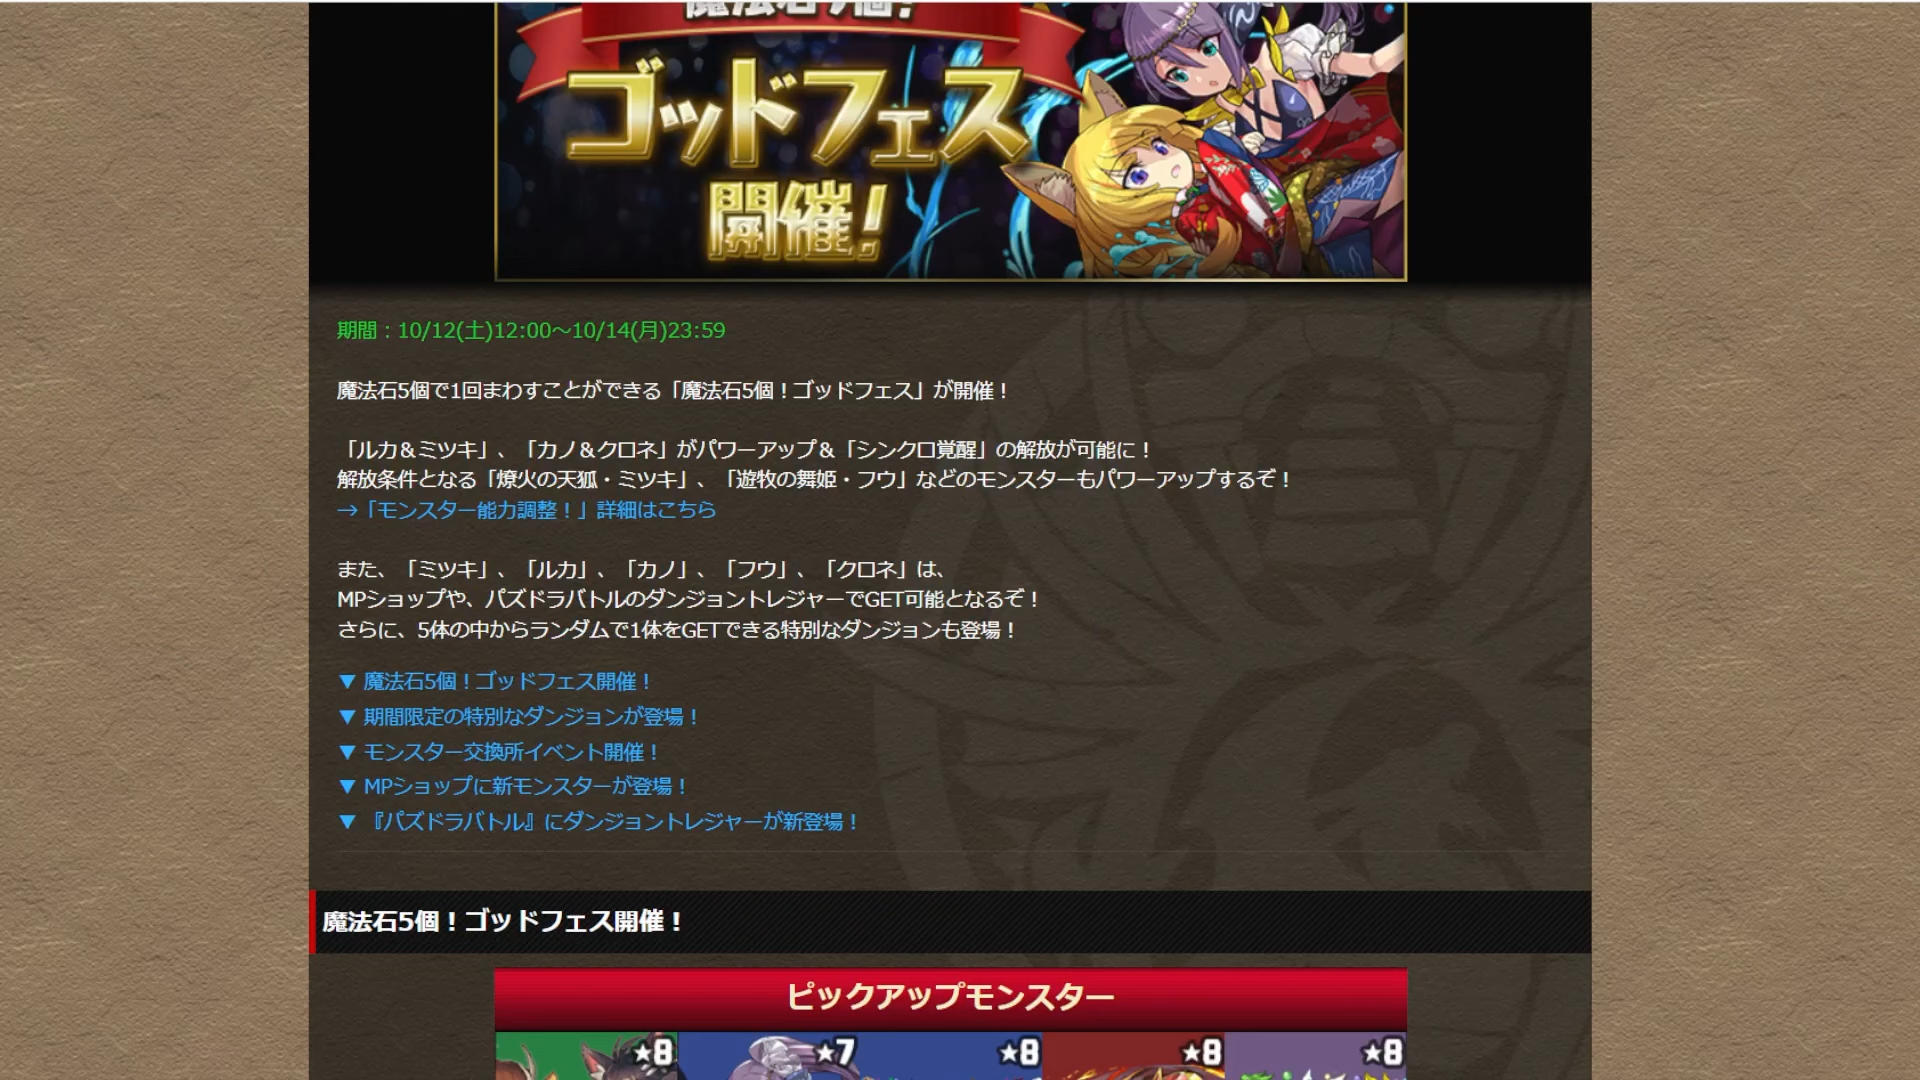 魔法石5個!
ゴッドフェス
開催!
期間：10/12(土)12:00～10/14(月)23:59
魔法石5個で1回まわすことができる「魔法石5個！ゴッドフェス」が開催！
「ルカ＆ミツキ」、「カノ＆クロネ」がパワーアップ＆「シンクロ覚醒」の解放が可能に！
解放条件となる「燎火の天狐・ミツキ」、「遊牧の舞姫・フウ」などのモンスターもパワーアップするぞ！
→「モンスター能力調整！」詳細はこちら
また、「ミツキ」、「ルカ」、「カノ」、「フウ」、「クロネ」は、
MPショップや、パズドラバトルのダンジョントレジャーでGET可能となるぞ！
さらに、5体の中からランダムで1体をGETできる特別なダンジョンも登場！
▼ 魔法石5個！ゴッドフェス開催！
▼ 期間限定の特別なダンジョンが登場！
▼ モンスター交換所イベント開催！
▼ MPショップに新モンスターが登場！
▼ 『パズドラバトル』にダンジョントレジャーが新登場！
魔法石5個！ゴッドフェス開催！
ピックアップモンスター
★8 ★7 ★8 ★8 ★8